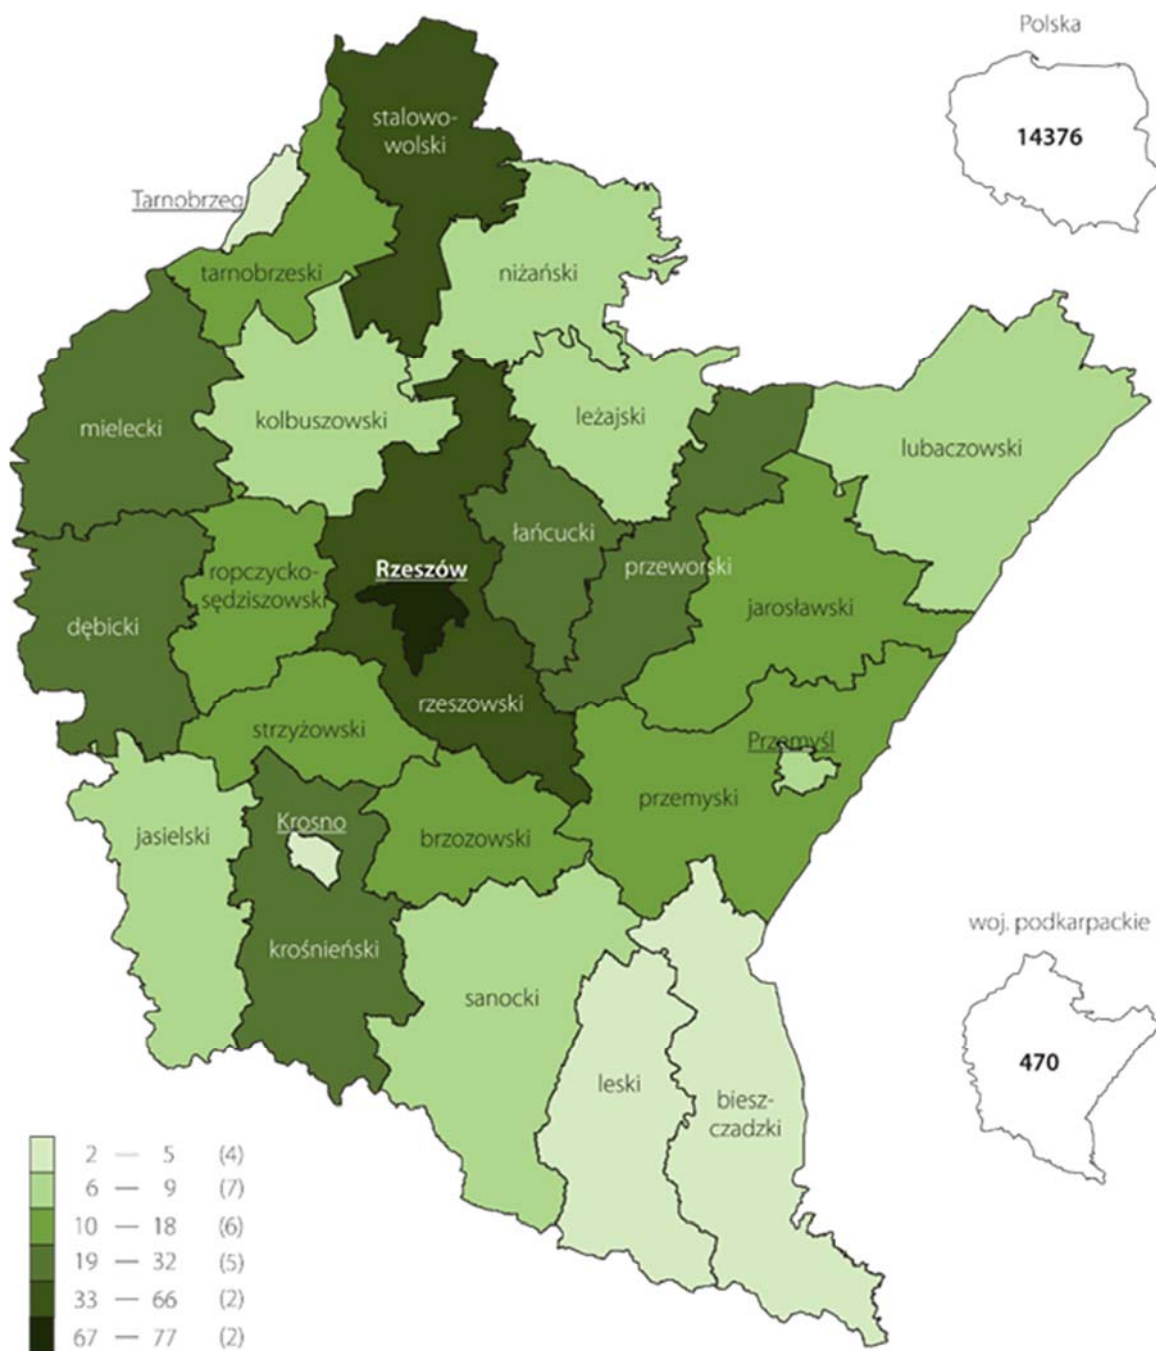 Polska
14376
stalowo-
wolski
Tarnobrzeg
tarnobrzeski
niżański
mielecki
kolbuszowski
leżajski
lubaczowski
łańcucki
przeworski
Rzeszów
ropczycko-
sędziszowski
jarosławski
dębicki
rzeszowski
strzyżowski
Przemyśl
przemyski
jasielski
Krosno
brzozowski
krośnieński
sanocki
woj. podkarpackie
470
leski
biesz-
czadzki
2 — 5 (4)
6 — 9 (7)
10 — 18 (6)
19 — 32 (5)
33 — 66 (2)
67 — 77 (2)